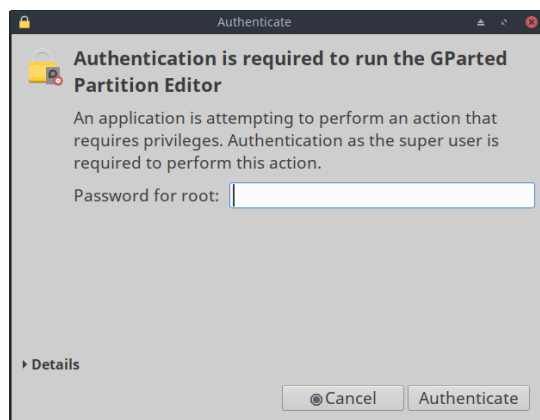 Authenticate
Authentication is required to run the GParted
Partition Editor
An application is attempting to perform an action that
requires privileges. Authentication as the super user is
required to perform this action.
Password for root:
Details
Cancel
Authenticate